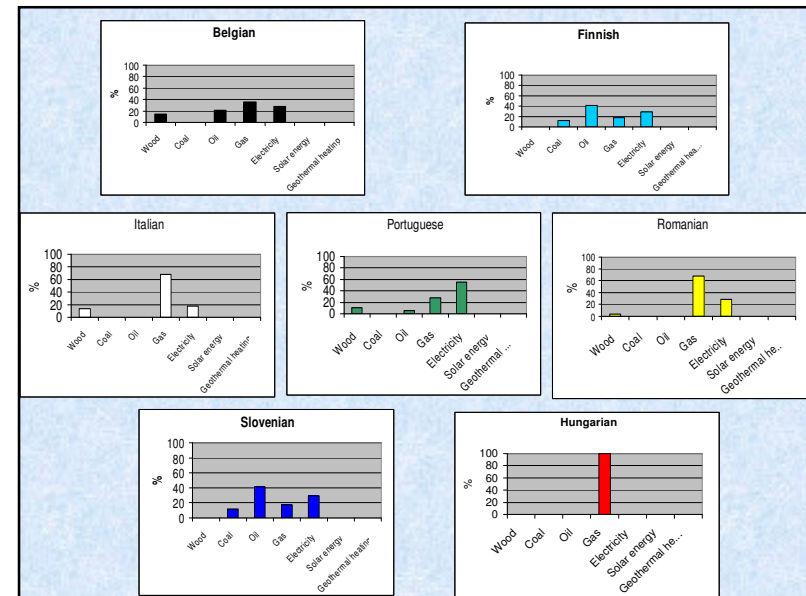 Belgian
100
80
60
40
20
0
%
Wood
Coal
Oil
Gas
Electricity
Solar energy
Geothermal heating
Finnish
100
80
60
40
20
0
%
Wood
Coal
Oil
Gas
Electricity
Solar energy
Geothermal hea...
Italian
100
80
60
40
20
0
%
Wood
Coal
Oil
Gas
Electricity
Solar energy
Geothermal heating
Portuguese
100
80
60
40
20
0
%
Wood
Coal
Oil
Gas
Electricity
Solar energy
Geothermal ...
Romanian
100
80
60
40
20
0
%
Wood
Coal
Oil
Gas
Electricity
Solar energy
Geothermal he...
Slovenian
100
80
60
40
20
0
%
Wood
Coal
Oil
Gas
Electricity
Solar energy
Geothermal heating
Hungarian
100
80
60
40
20
0
%
Wood
Coal
Oil
Gas
Electricity
Solar energy
Geothermal he...